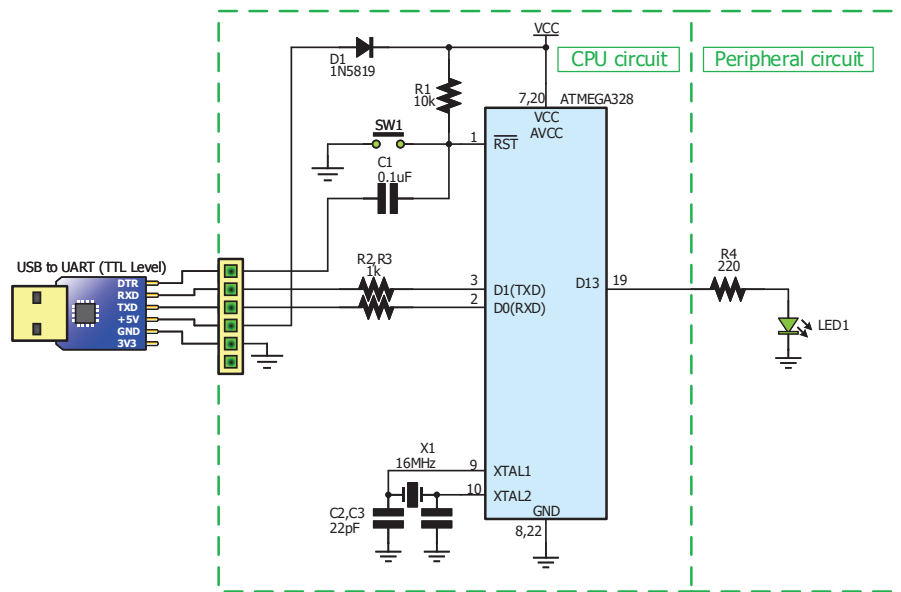 VCC
CPU circuit
Peripheral circuit
D1
1N5819
R1
10k
7,20
ATMEGA328
VCC
AVCC
SW1
1
RST
C1
0.1uF
USB to UART (TTL Level)
DTR
RXD
TXD
+5V
GND
3V3
R2,R3
1k
3
D1(TXD)
2
D0(RXD)
D13
19
R4
220
LED1
X1
16MHz
9
XTAL1
10
XTAL2
C2,C3
22pF
GND
8,22